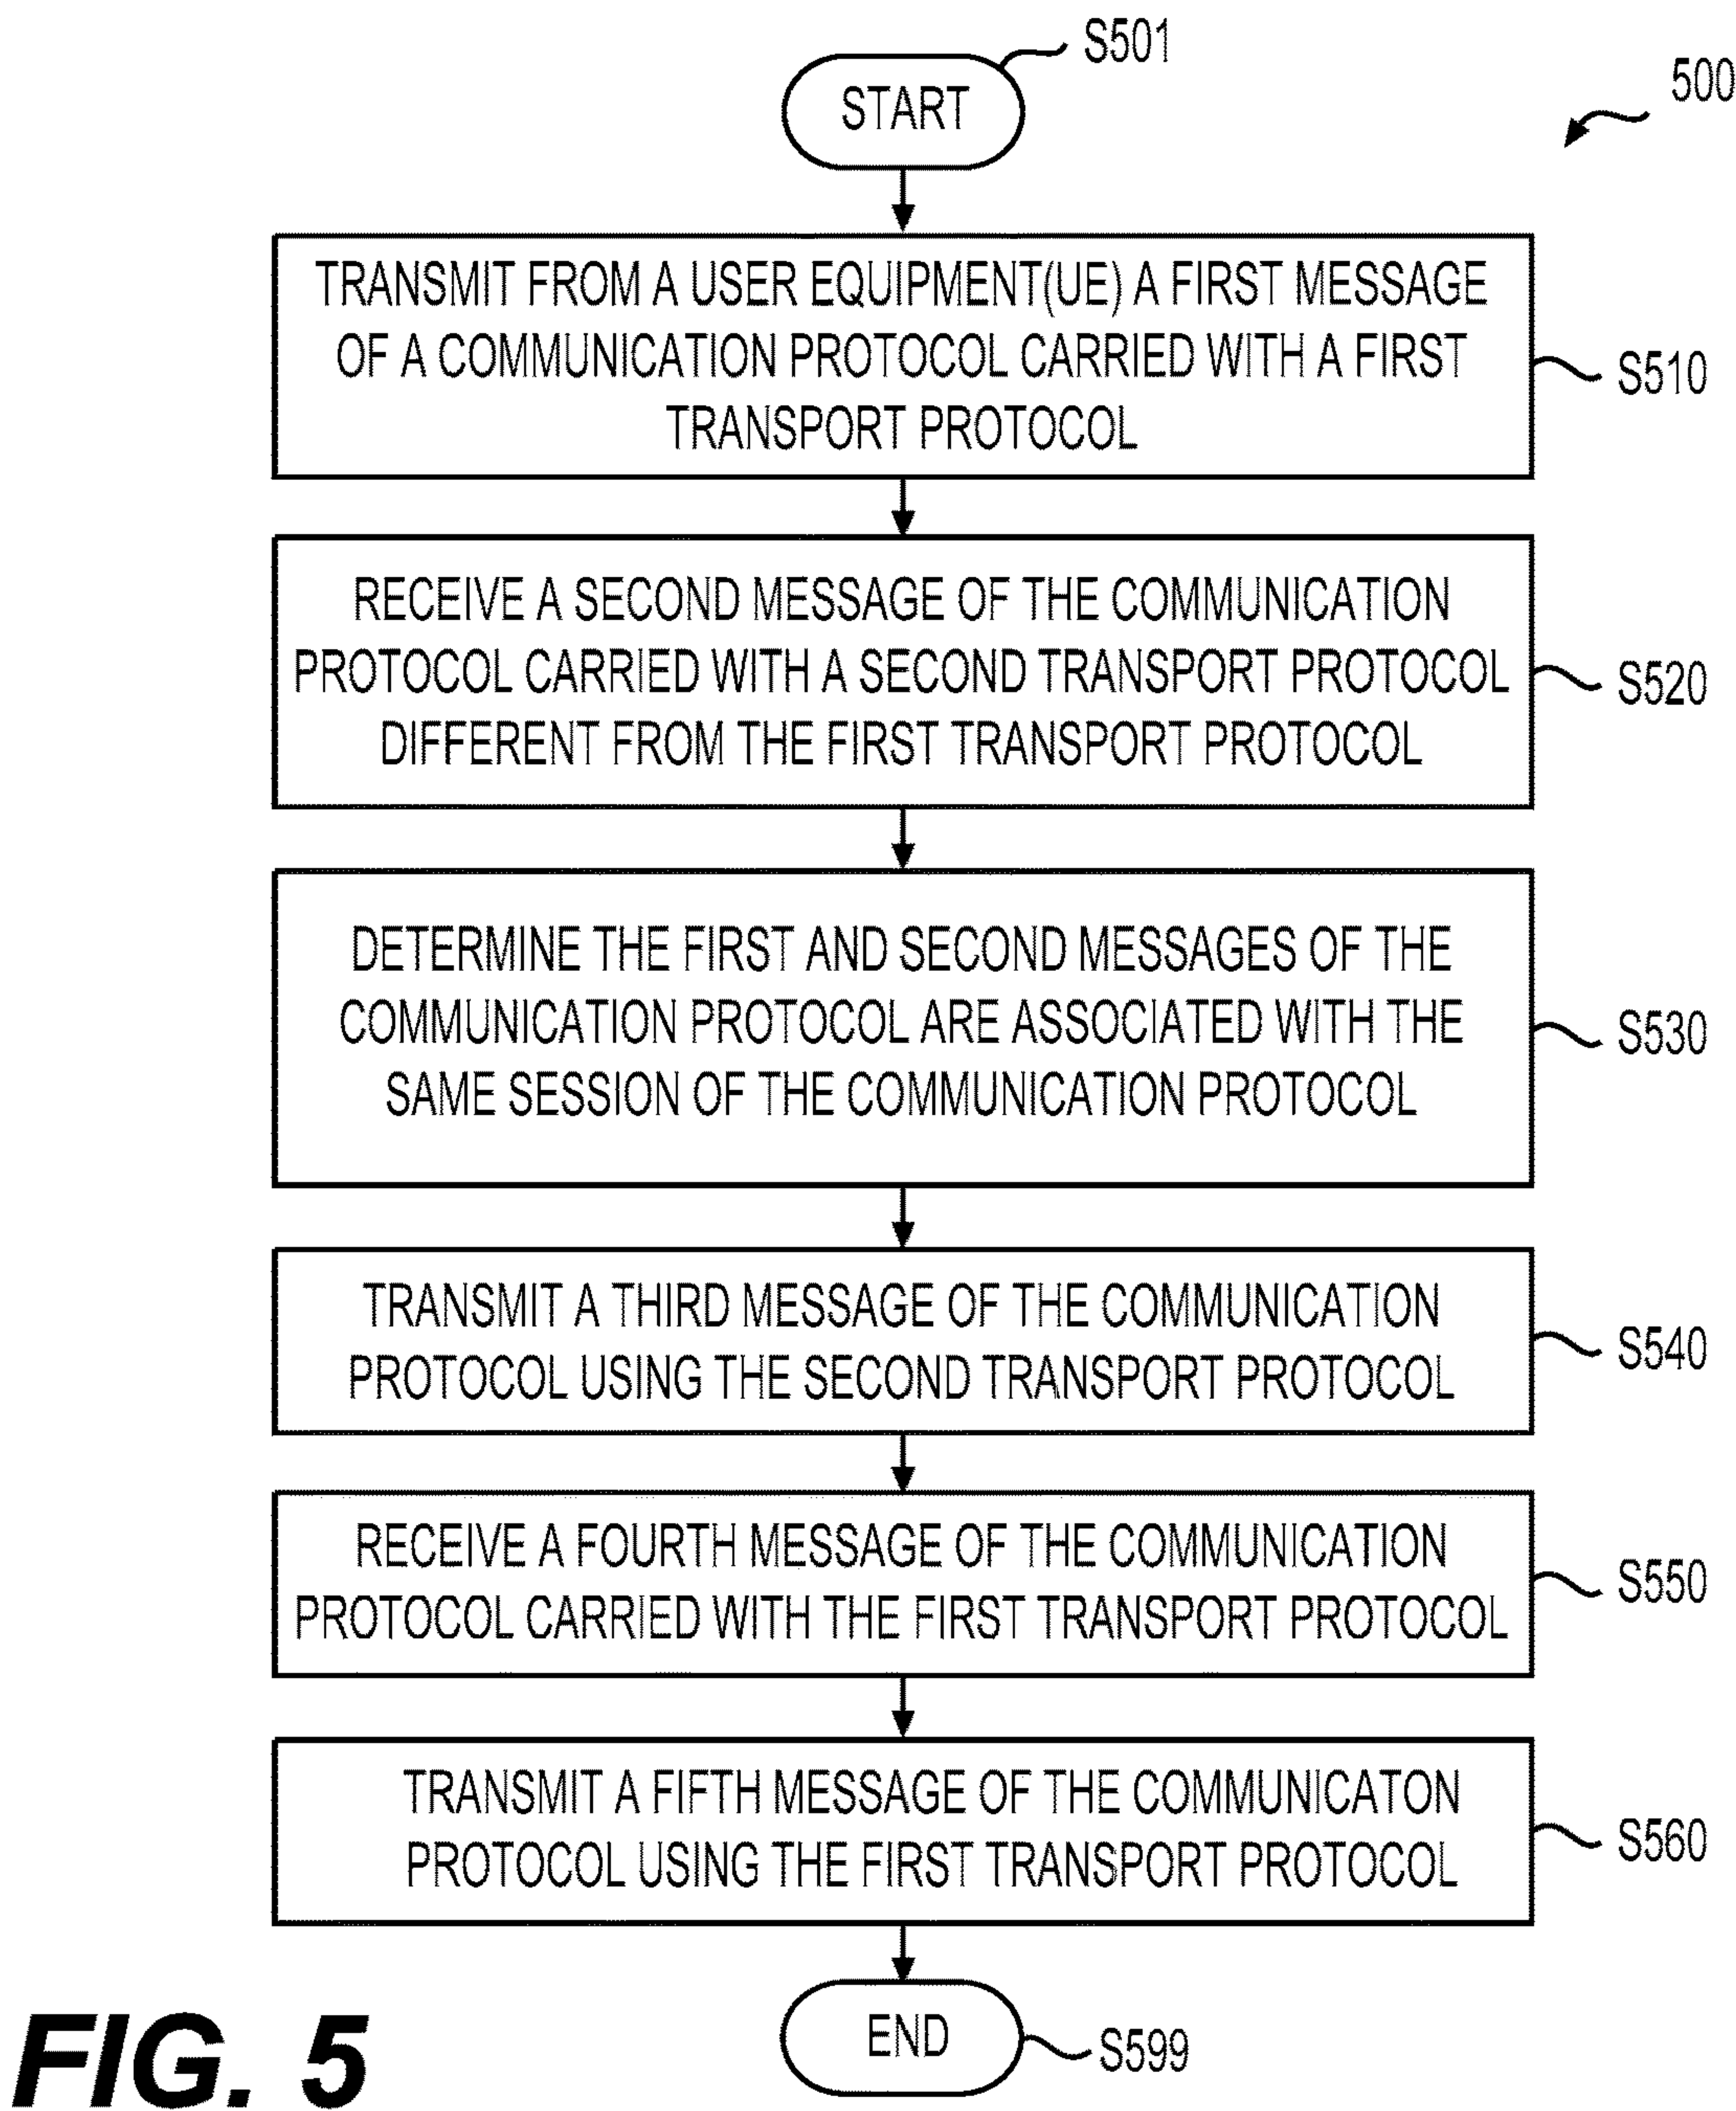 S501
500
START
TRANSMIT FROM A USER EQUIPMENT(UE) A FIRST MESSAGE
OF A COMMUNICATION PROTOCOL CARRIED WITH A FIRST
TRANSPORT PROTOCOL
S510
RECEIVE A SECOND MESSAGE OF THE COMMUNICATION
PROTOCOL CARRIED WITH A SECOND TRANSPORT PROTOCOL
DIFFERENT FROM THE FIRST TRANSPORT PROTOCOL
S520
DETERMINE THE FIRST AND SECOND MESSAGES OF THE
COMMUNICATION PROTOCOL ARE ASSOCIATED WITH THE
SAME SESSION OF THE COMMUNICATION PROTOCOL
S530
TRANSMIT A THIRD MESSAGE OF THE COMMUNICATION
PROTOCOL USING THE SECOND TRANSPORT PROTOCOL
S540
RECEIVE A FOURTH MESSAGE OF THE COMMUNICATION
PROTOCOL CARRIED WITH THE FIRST TRANSPORT PROTOCOL
S550
TRANSMIT A FIFTH MESSAGE OF THE COMMUNICATON
PROTOCOL USING THE FIRST TRANSPORT PROTOCOL
S560
END
S599
FIG. 5